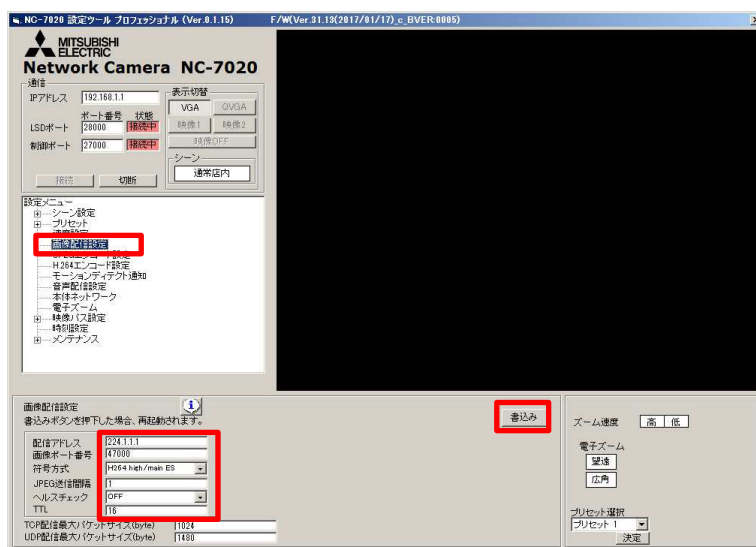 NC-7020 設定ツール プロフェッショナル (Ver.0.1.15) F/W(Ver.31.13(2017/01/17)_c_BVER:0805)
MITSUBISHI
ELECTRIC
Network Camera NC-7020
通信
IPアドレス 192.168.1.1
ポート番号 状態
LSDポート 28000 接続中
制御ポート 27000 接続中
接続 切断
表示切替
VGA QVGA
映像1 映像2
映像OFF
シーン
通常店内
設定メニュー
シーン設定
プリセット
速度設定
画像配信設定
JPEGエンコード設定
H.264エンコード設定
モーションディテクト通知
音声配信設定
本体ネットワーク
電子ズーム
映像パス設定
時刻設定
メンテナンス
画像配信設定
書込みボタンを押下した場合、再起動されます。
書込み
配信アドレス 224.1.1.1
画像ポート番号 47000
符号方式 H264 high/main ES
JPEG送信間隔 1
ヘルスチェック OFF
TTL 16
TCP配信最大パケットサイズ(byte) 1024
UDP配信最大パケットサイズ(byte) 1480
ズーム速度 高 低
電子ズーム
望遠
広角
プリセット選択
プリセット 1
決定